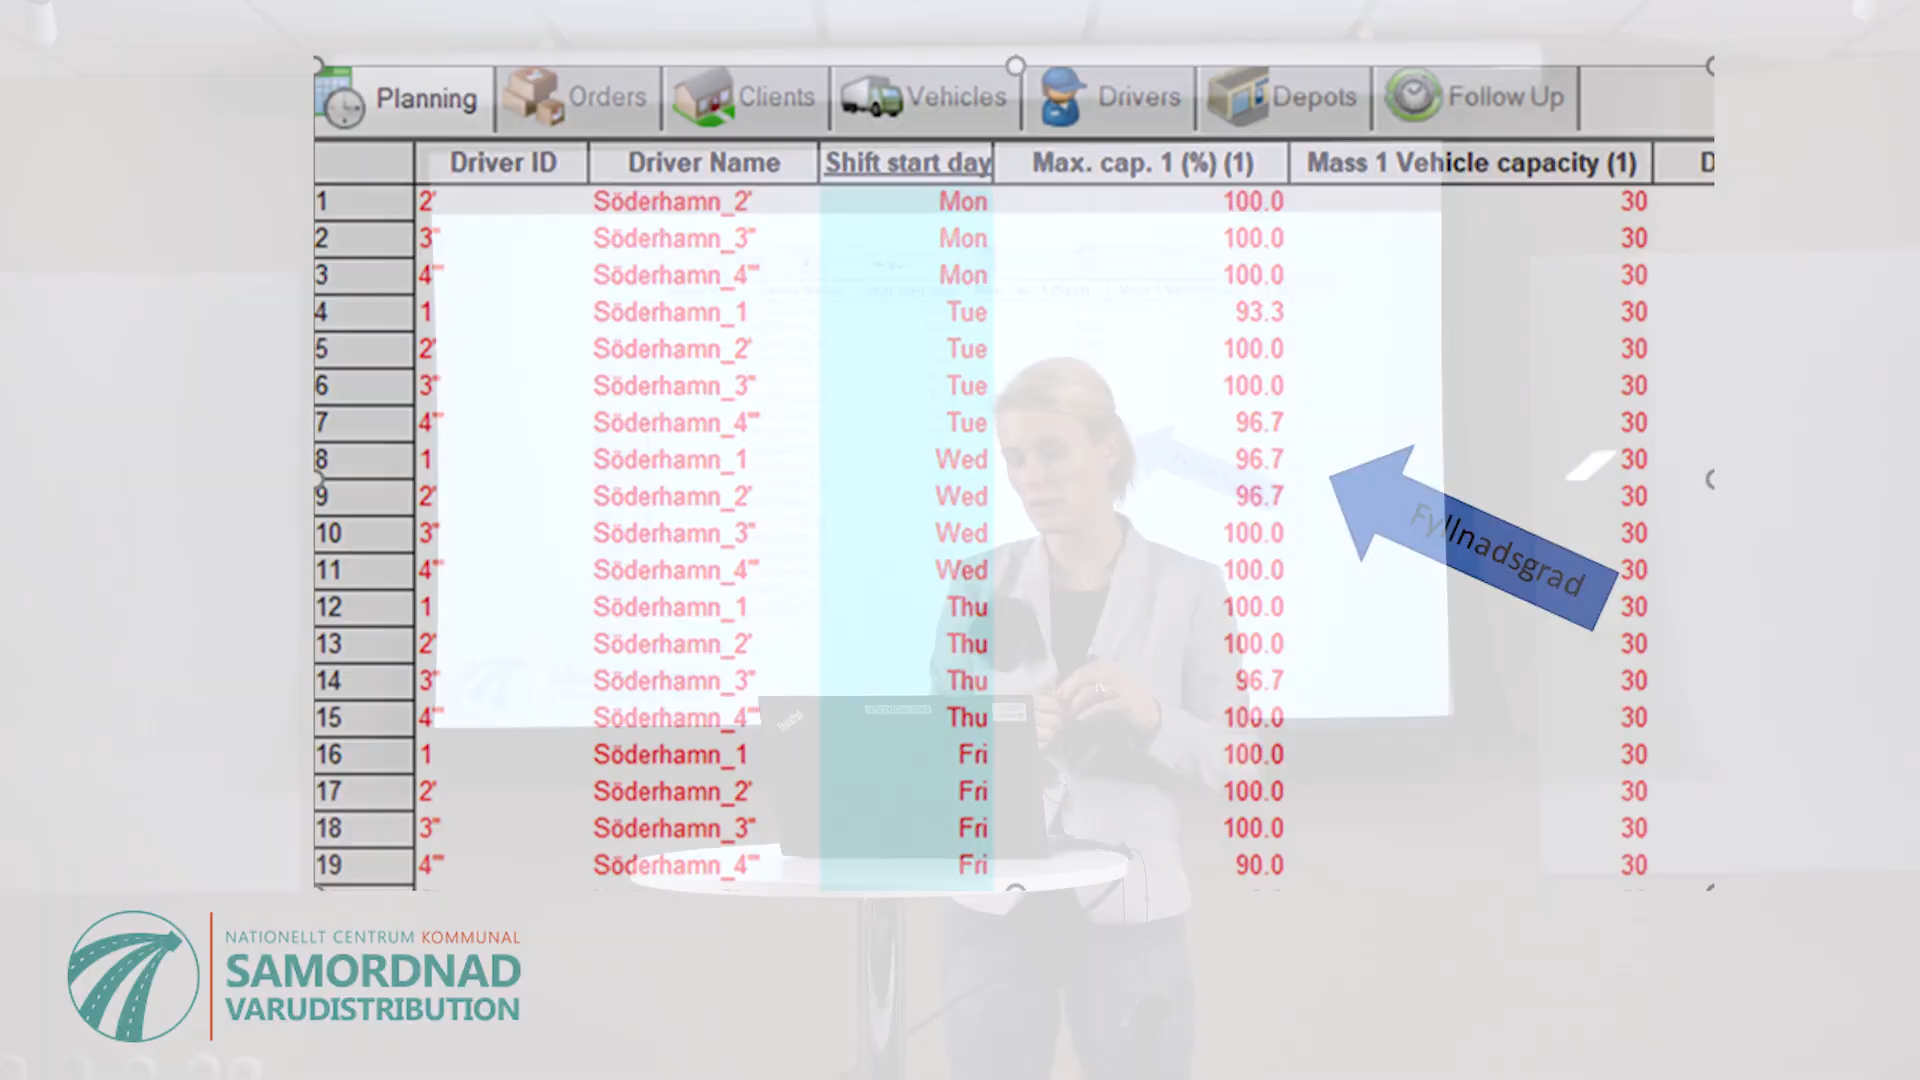 Planning Orders Clients Vehicles Drivers Depots Follow Up
Driver ID Driver Name Shift start day Max. cap. 1 (%) (1) Mass 1 Vehicle capacity (1) D
1 2' Söderhamn_2' Mon 100.0 30
2 3'' Söderhamn_3'' Mon 100.0 30
3 4''' Söderhamn_4''' Mon 100.0 30
4 1 Söderhamn_1 Tue 93.3 30
5 2' Söderhamn_2' Tue 100.0 30
6 3'' Söderhamn_3'' Tue 100.0 30
7 4''' Söderhamn_4''' Tue 96.7 30
8 1 Söderhamn_1 Wed 96.7 30
9 2' Söderhamn_2' Wed 96.7 30
10 3'' Söderhamn_3'' Wed 100.0 30
11 4''' Söderhamn_4''' Wed 100.0 30
12 1 Söderhamn_1 Thu 100.0 30
13 2' Söderhamn_2' Thu 100.0 30
14 3'' Söderhamn_3'' Thu 96.7 30
15 4''' Söderhamn_4''' Thu 100.0 30
16 1 Söderhamn_1 Fri 100.0 30
17 2' Söderhamn_2' Fri 100.0 30
18 3'' Söderhamn_3'' Fri 100.0 30
19 4''' Söderhamn_4''' Fri 90.0 30
Fyllnadsgrad
ThinkPad
NATIONELLT CENTRUM KOMMUNAL
SAMORDNAD
VARUDISTRIBUTION